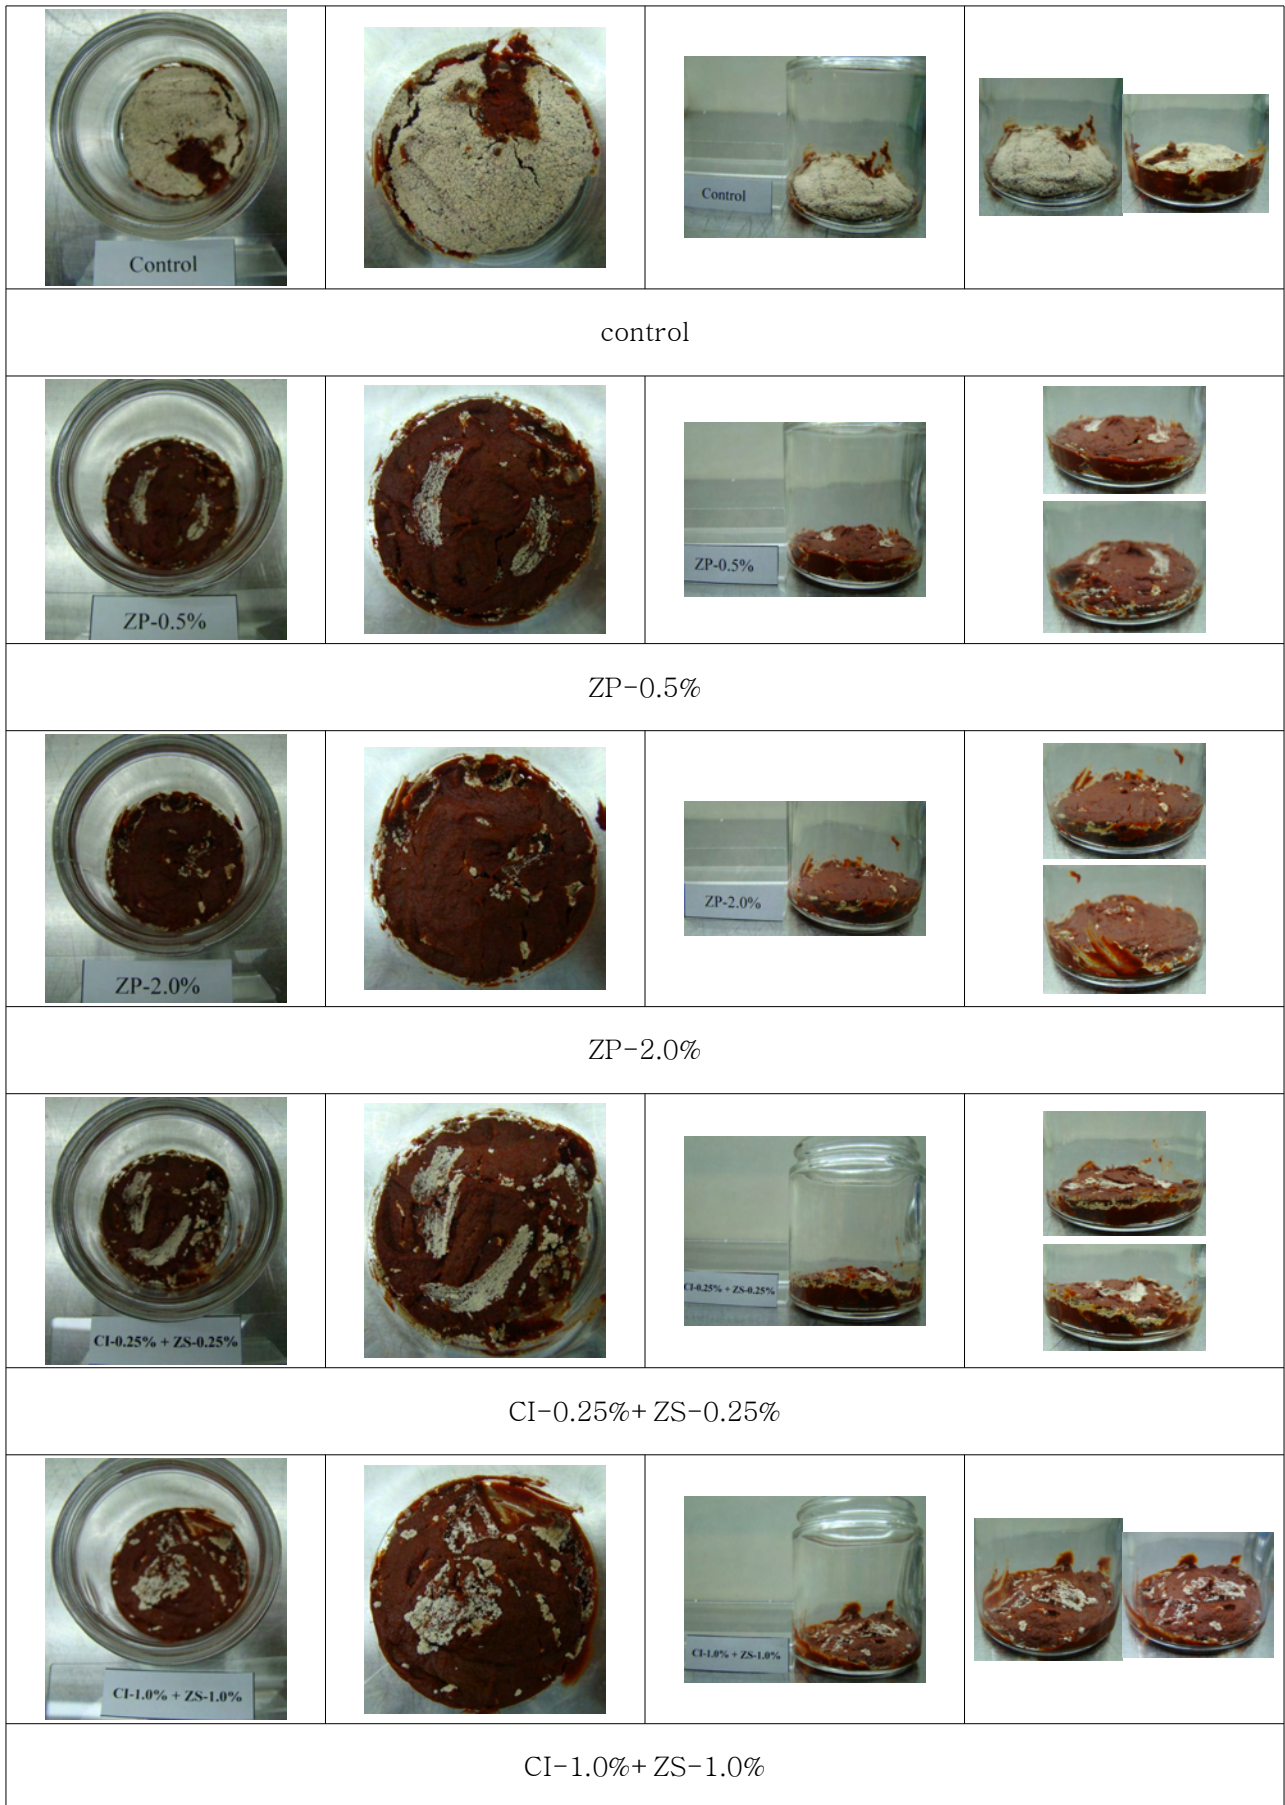 Control
Control
control
ZP-0.5%
ZP-0.5%
ZP-0.5%
ZP-2.0%
ZP-2.0%
ZP-2.0%
CI-0.25% + ZS-0.25%
CI-0.25% + ZS-0.25%
CI-0.25%+ ZS-0.25%
CI-1.0% + ZS-1.0%
CI-1.0% + ZS-1.0%
CI-1.0%+ ZS-1.0%